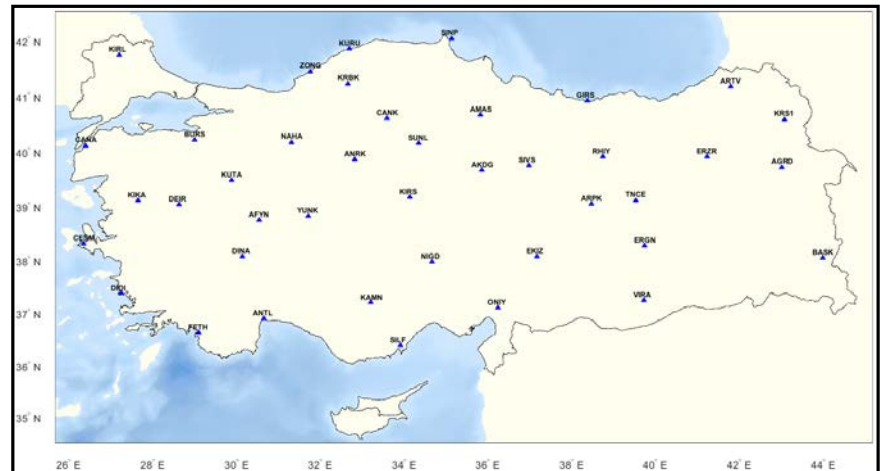 42° N
41° N
40° N
39° N
38° N
37° N
36° N
35° N
KURU
SINP
KIRL
ZONG
KRBK
ARTV
GIRS
CANK
AMAS
KRS1
CANA
BURS
NAHA
SUNL
ANRK
RHIY
ERZR
SIVS
AKDG
AGRD
KUTA
KIKA
DEIR
KIRS
ARPK
TNCE
AFYN
YUNK
CESM
ERGN
DINA
NIGD
EKIZ
BASK
DIDI
KAMN
ONIY
VIRA
ANTL
FETH
SILF
26° E 28° E 30° E 32° E 34° E 36° E 38° E 40° E 42° E 44° E